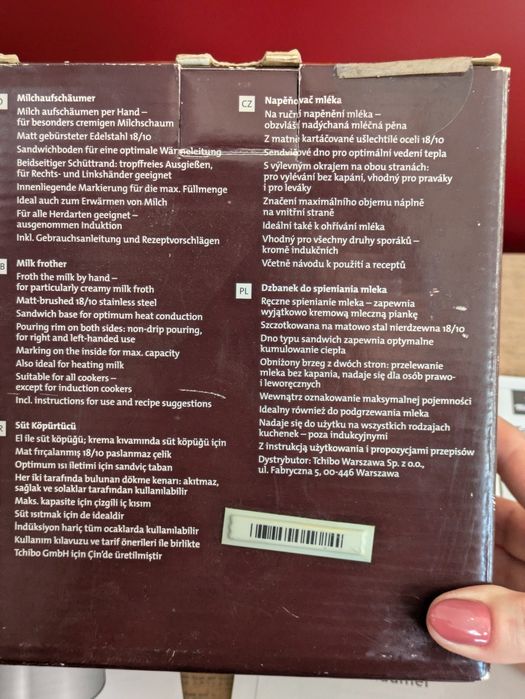 Milchaufschäumer
Milch aufschäumen per Hand –
für besonders cremigen Milchschaum
Matt gebürsteter Edelstahl 18/10
Sandwichboden für eine optimale Wärmeleitung
Beidseitiger Schüttrand: tropffreies Ausgießen,
für Rechts- und Linkshänder geeignet
Innenliegende Markierung für die max. Füllmenge
Ideal auch zum Erwärmen von Milch
Für alle Herdarten geeignet –
ausgenommen Induktion
Inkl. Gebrauchsanleitung und Rezeptvorschlägen
B
Milk frother
Froth the milk by hand –
for particularly creamy milk froth
Matt-brushed 18/10 stainless steel
Sandwich base for optimum heat conduction
Pouring rim on both sides: non-drip pouring,
for right and left-handed use
Marking on the inside for max. capacity
Also ideal for heating milk
Suitable for all cookers –
except for induction cookers
Incl. instructions for use and recipe suggestions
R
Süt Köpürtücü
El ile süt köpüğü; krema kıvamında süt köpüğü için
Mat fırçalanmış 18/10 paslanmaz çelik
Optimum ısı iletimi için sandviç taban
Her iki tarafında bulunan dökme kenarı: akıtmaz,
sağlak ve solaklar tarafından kullanılabilir
Maks. kapasite için çizgili iç kısım
Süt ısıtmak için de idealdir
İndüksiyon hariç tüm ocaklarda kullanılabilir
Kullanım kılavuzu ve tarif önerileri ile birlikte
Tchibo GmbH için Çin'de üretilmiştir
CZ
Napěňovač mléka
Na ruční napěnění mléka –
obzvlášť nadýchaná mléčná pěna
Z matně kartáčované ušlechtilé oceli 18/10
Sendvičové dno pro optimální vedení tepla
S výlevným okrajem na obou stranách:
pro vylévání bez kapání, vhodný pro praváky
i pro leváky
Značení maximálního objemu náplně
na vnitřní straně
Ideální také k ohřívání mléka
Vhodný pro všechny druhy sporáků –
kromě indukčních
Včetně návodu k použití a receptů
PL
Dzbanek do spieniania mleka
Ręczne spienianie mleka – zapewnia
wyjątkowo kremową mleczną piankę
Szczotkowana na matowo stal nierdzewna 18/10
Dno typu sandwich zapewnia optymalne
kumulowanie ciepła
Obniżony brzeg z dwóch stron: przelewanie
mleka bez kapania, nadaje się dla osób prawo-
i leworęcznych
Wewnątrz oznakowanie maksymalnej pojemności
Idealny również do podgrzewania mleka
Nadaje się do użytku na wszystkich rodzajach
kuchenek – poza indukcyjnymi
Z instrukcją użytkowania i propozycjami przepisów
Dystrybutor: Tchibo Warszawa Sp. z o.o.,
ul. Fabryczna 5, 00-446 Warszawa